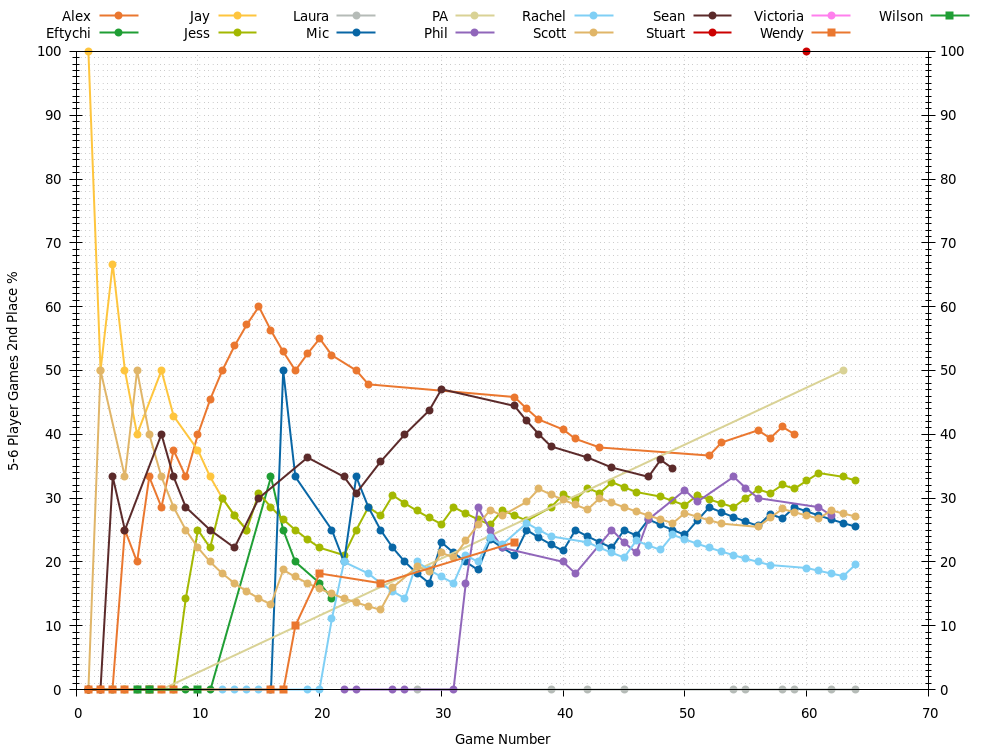 Alex Jay Laura PA Rachel Sean Victoria Wilson
Eftychi Jess Mic Phil Scott Stuart Wendy
100 100
90 90
80 80
70 70
60 60
50 50
40 40
30 30
20 20
10 10
0 0
5-6 Player Games 2nd Place %
0 10 20 30 40 50 60 70
Game Number